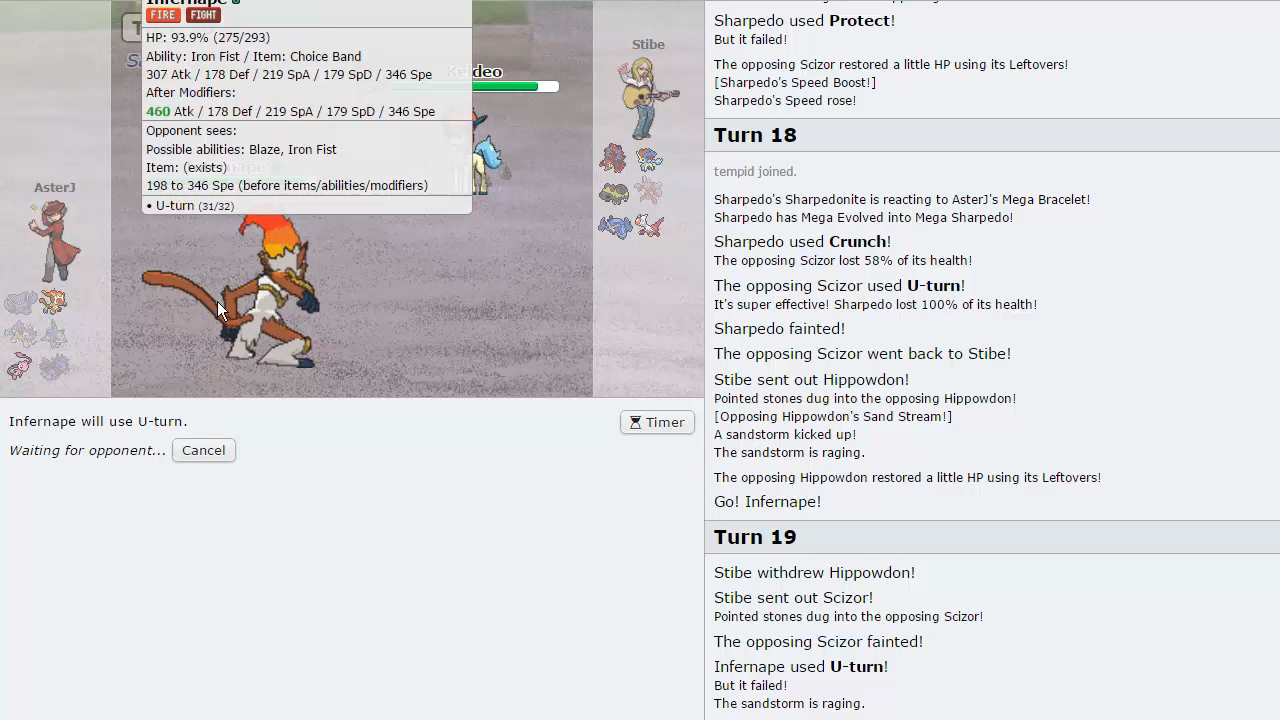 Infernape
FIRE FIGHT
HP: 93.9% (275/293)
Ability: Iron Fist / Item: Choice Band
307 Atk / 178 Def / 219 SpA / 179 SpD / 346 Spe
After Modifiers:
460 Atk / 178 Def / 219 SpA / 179 SpD / 346 Spe
Opponent sees:
Possible abilities: Blaze, Iron Fist
Item: (exists)
198 to 346 Spe (before items/abilities/modifiers)
• U-turn (31/32)
AsterJ
Stibe
Infernape will use U-turn.
Timer
Waiting for opponent... Cancel
Sharpedo used Protect!
But it failed!
The opposing Scizor restored a little HP using its Leftovers!
[Sharpedo's Speed Boost!]
Sharpedo's Speed rose!
Turn 18
tempid joined.
Sharpedo's Sharpedonite is reacting to AsterJ's Mega Bracelet!
Sharpedo has Mega Evolved into Mega Sharpedo!
Sharpedo used Crunch!
The opposing Scizor lost 58% of its health!
The opposing Scizor used U-turn!
It's super effective! Sharpedo lost 100% of its health!
Sharpedo fainted!
The opposing Scizor went back to Stibe!
Stibe sent out Hippowdon!
Pointed stones dug into the opposing Hippowdon!
[Opposing Hippowdon's Sand Stream!]
A sandstorm kicked up!
The sandstorm is raging.
The opposing Hippowdon restored a little HP using its Leftovers!
Go! Infernape!
Turn 19
Stibe withdrew Hippowdon!
Stibe sent out Scizor!
Pointed stones dug into the opposing Scizor!
The opposing Scizor fainted!
Infernape used U-turn!
But it failed!
The sandstorm is raging.